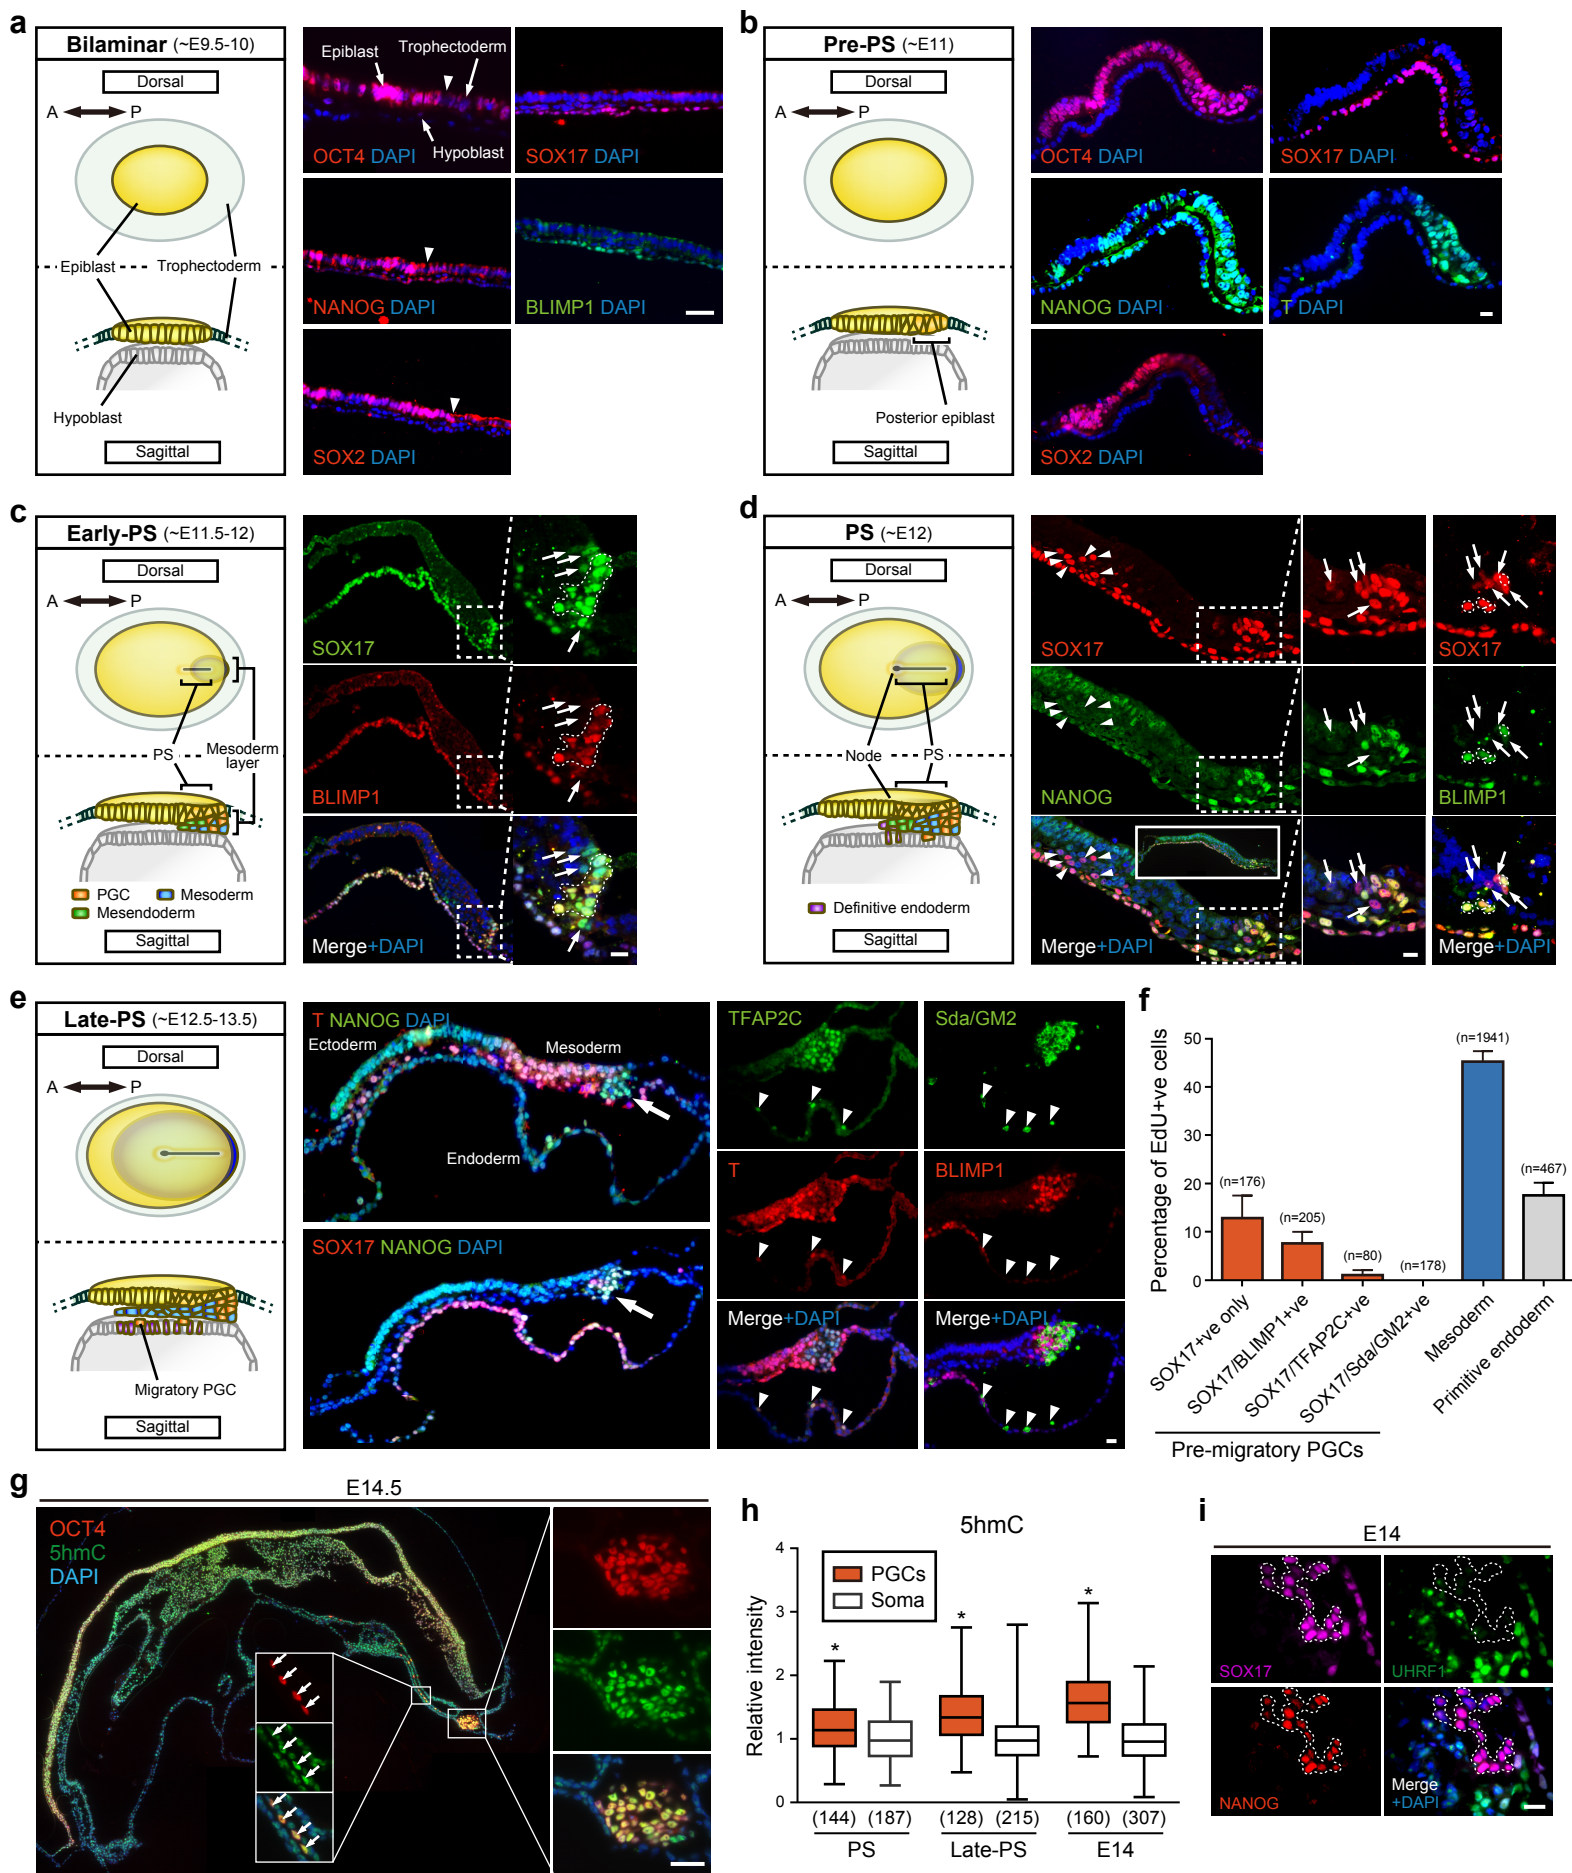 a
Bilaminar (~E9.5-10)
Dorsal
A P
Epiblast
Trophectoderm
Hypoblast
Sagittal
Epiblast
Trophectoderm
Hypoblast
OCT4 DAPI
SOX17 DAPI
NANOG DAPI
BLIMP1 DAPI
SOX2 DAPI
b
Pre-PS (~E11)
Dorsal
A P
Posterior epiblast
Sagittal
OCT4 DAPI
SOX17 DAPI
NANOG DAPI
T DAPI
SOX2 DAPI
c
Early-PS (~E11.5-12)
Dorsal
A P
PS
Mesoderm
layer
PGC
Mesoderm
Mesendoderm
Sagittal
SOX17
BLIMP1
Merge+DAPI
d
PS (~E12)
Dorsal
A P
Node
PS
Definitive endoderm
Sagittal
SOX17
SOX17
NANOG
BLIMP1
Merge+DAPI
Merge+DAPI
e
Late-PS (~E12.5-13.5)
Dorsal
A P
Migratory PGC
Sagittal
T NANOG DAPI
Ectoderm
Mesoderm
Endoderm
SOX17 NANOG DAPI
TFAP2C
Sda/GM2
T
BLIMP1
Merge+DAPI
Merge+DAPI
f
Percentage of EdU+ve cells
50
40
30
20
10
0
(n=176)
(n=205)
(n=80)
(n=178)
(n=1941)
(n=467)
SOX17+ve only
SOX17/BLIMP1+ve
SOX17/TFAP2C+ve
SOX17/Sda/GM2+ve
Mesoderm
Primitive endoderm
Pre-migratory PGCs
g
E14.5
OCT4
5hmC
DAPI
h
5hmC
Relative intensity
4
3
2
1
0
PGCs
Soma
*
*
*
(144) (187) (128) (215) (160) (307)
PS Late-PS E14
i
E14
SOX17
UHRF1
NANOG
Merge
+DAPI